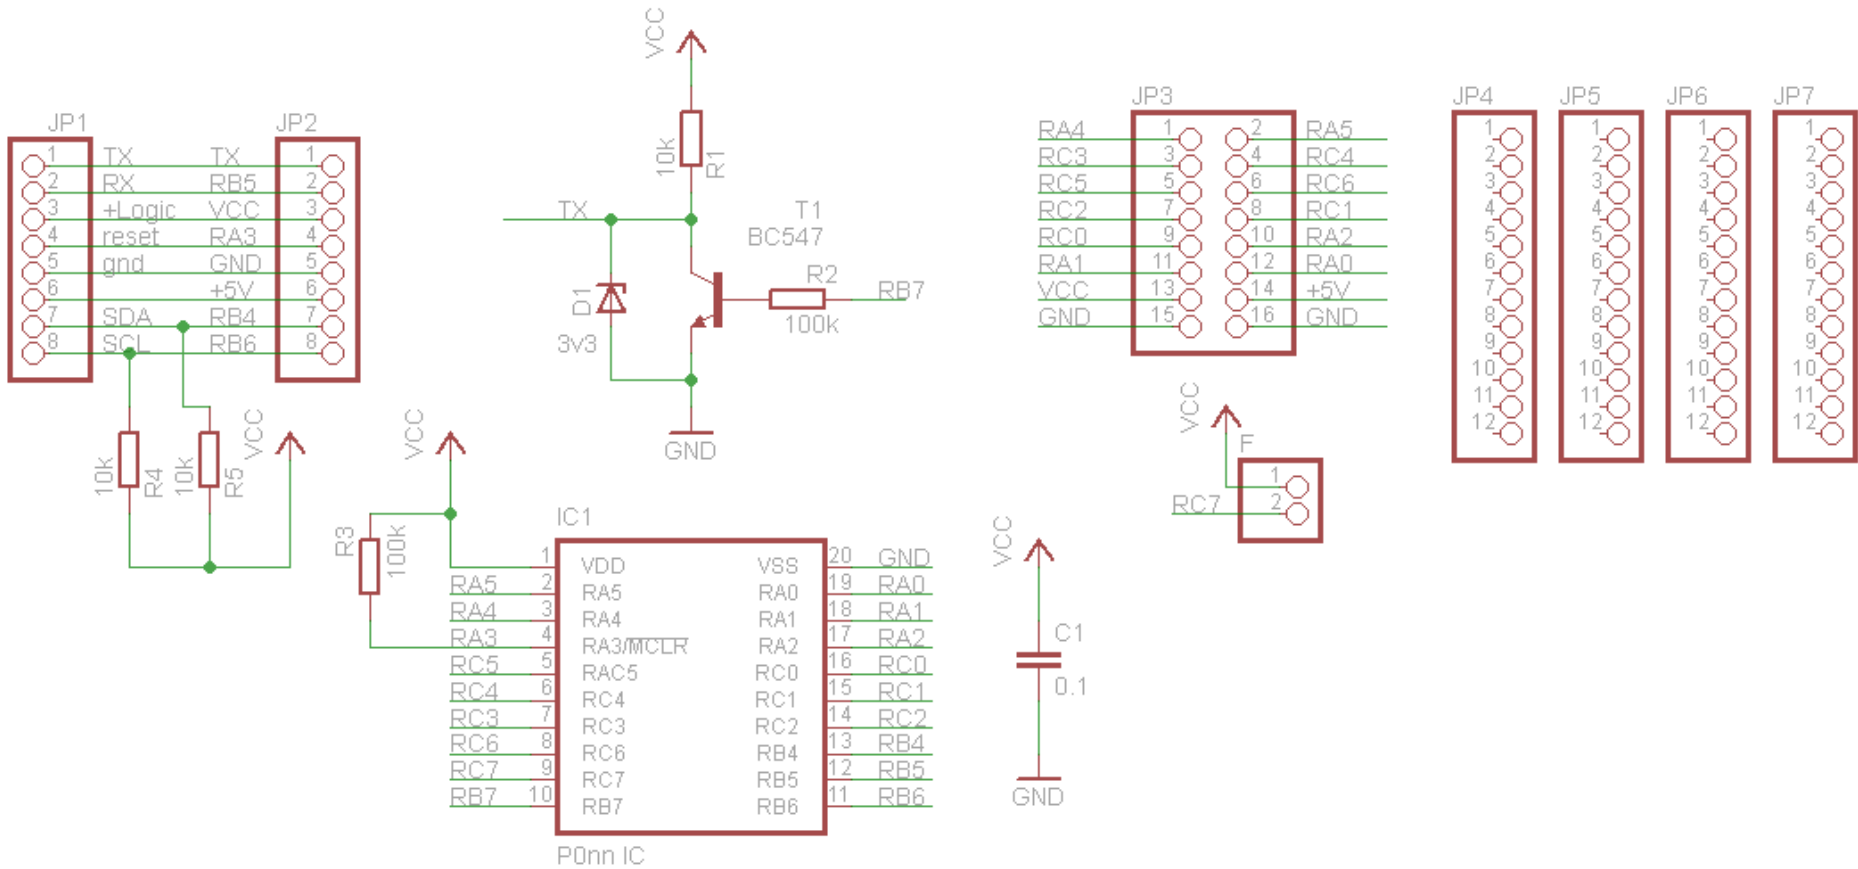 JP1
JP2
1 TX TX 1
2 RX RB5 2
3 +Logic VCC 3
4 reset RA3 4
5 gnd GND 5
6 +5V 6
7 SDA RB4 7
8 SCL RB6 8
10k
R4
10k
R5
VCC
VCC
10k
R1
TX
T1
BC547
D1
3v3
R2
100k
RB7
GND
VCC
R3
100k
IC1
1 VDD VSS 20 GND
RA5 2 RA5 RA0 19 RA0
RA4 3 RA4 RA1 18 RA1
RA3 4 RA3/MCLR RA2 17 RA2
RC5 5 RAC5 RC0 16 RC0
RC4 6 RC4 RC1 15 RC1
RC3 7 RC3 RC2 14 RC2
RC6 8 RC6 RB4 13 RB4
RC7 9 RC7 RB5 12 RB5
RB7 10 RB7 RB6 11 RB6
P0nn IC
JP3
RA4 1 2 RA5
RC3 3 4 RC4
RC5 5 6 RC6
RC2 7 8 RC1
RC0 9 10 RA2
RA1 11 12 RA0
VCC 13 14 +5V
GND 15 16 GND
VCC
F
1
RC7 2
VCC
C1
0.1
GND
JP4 JP5 JP6 JP7
1 1 1 1
2 2 2 2
3 3 3 3
4 4 4 4
5 5 5 5
6 6 6 6
7 7 7 7
8 8 8 8
9 9 9 9
10 10 10 10
11 11 11 11
12 12 12 12